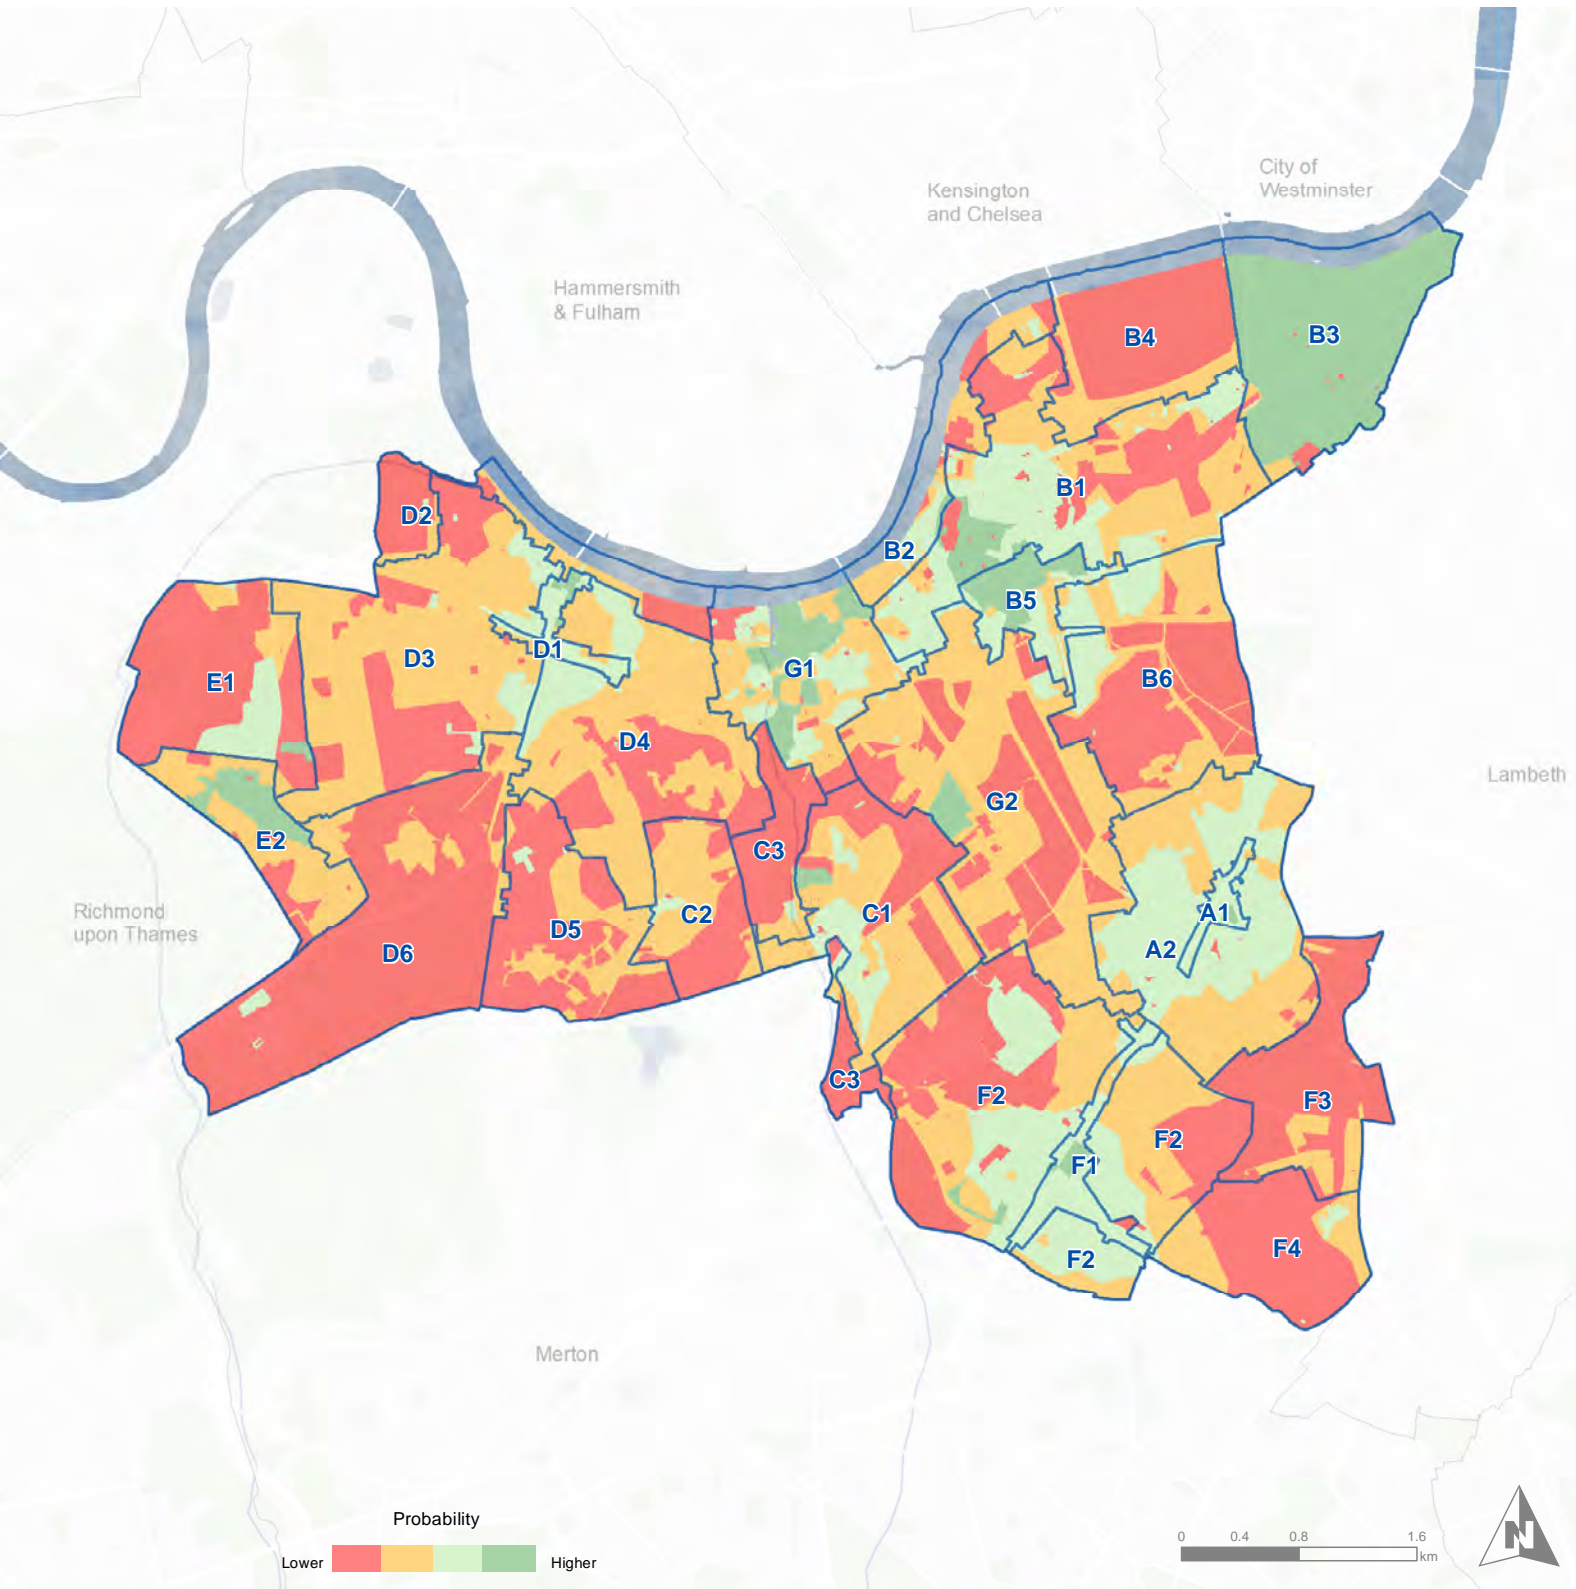 City of
Westminster
Kensington
and Chelsea
Hammersmith
& Fulham
B4
B3
B1
D2
B2
B5
D1
D3
G1
B6
E1
D4
Lambeth
G2
E2
C3
Richmond
upon Thames
C2
C1
A1
D5
A2
D6
C3
F2
F3
F2
F1
F4
F2
Merton
Probability
Lower
Higher
0 0.4 0.8 1.6
km
N